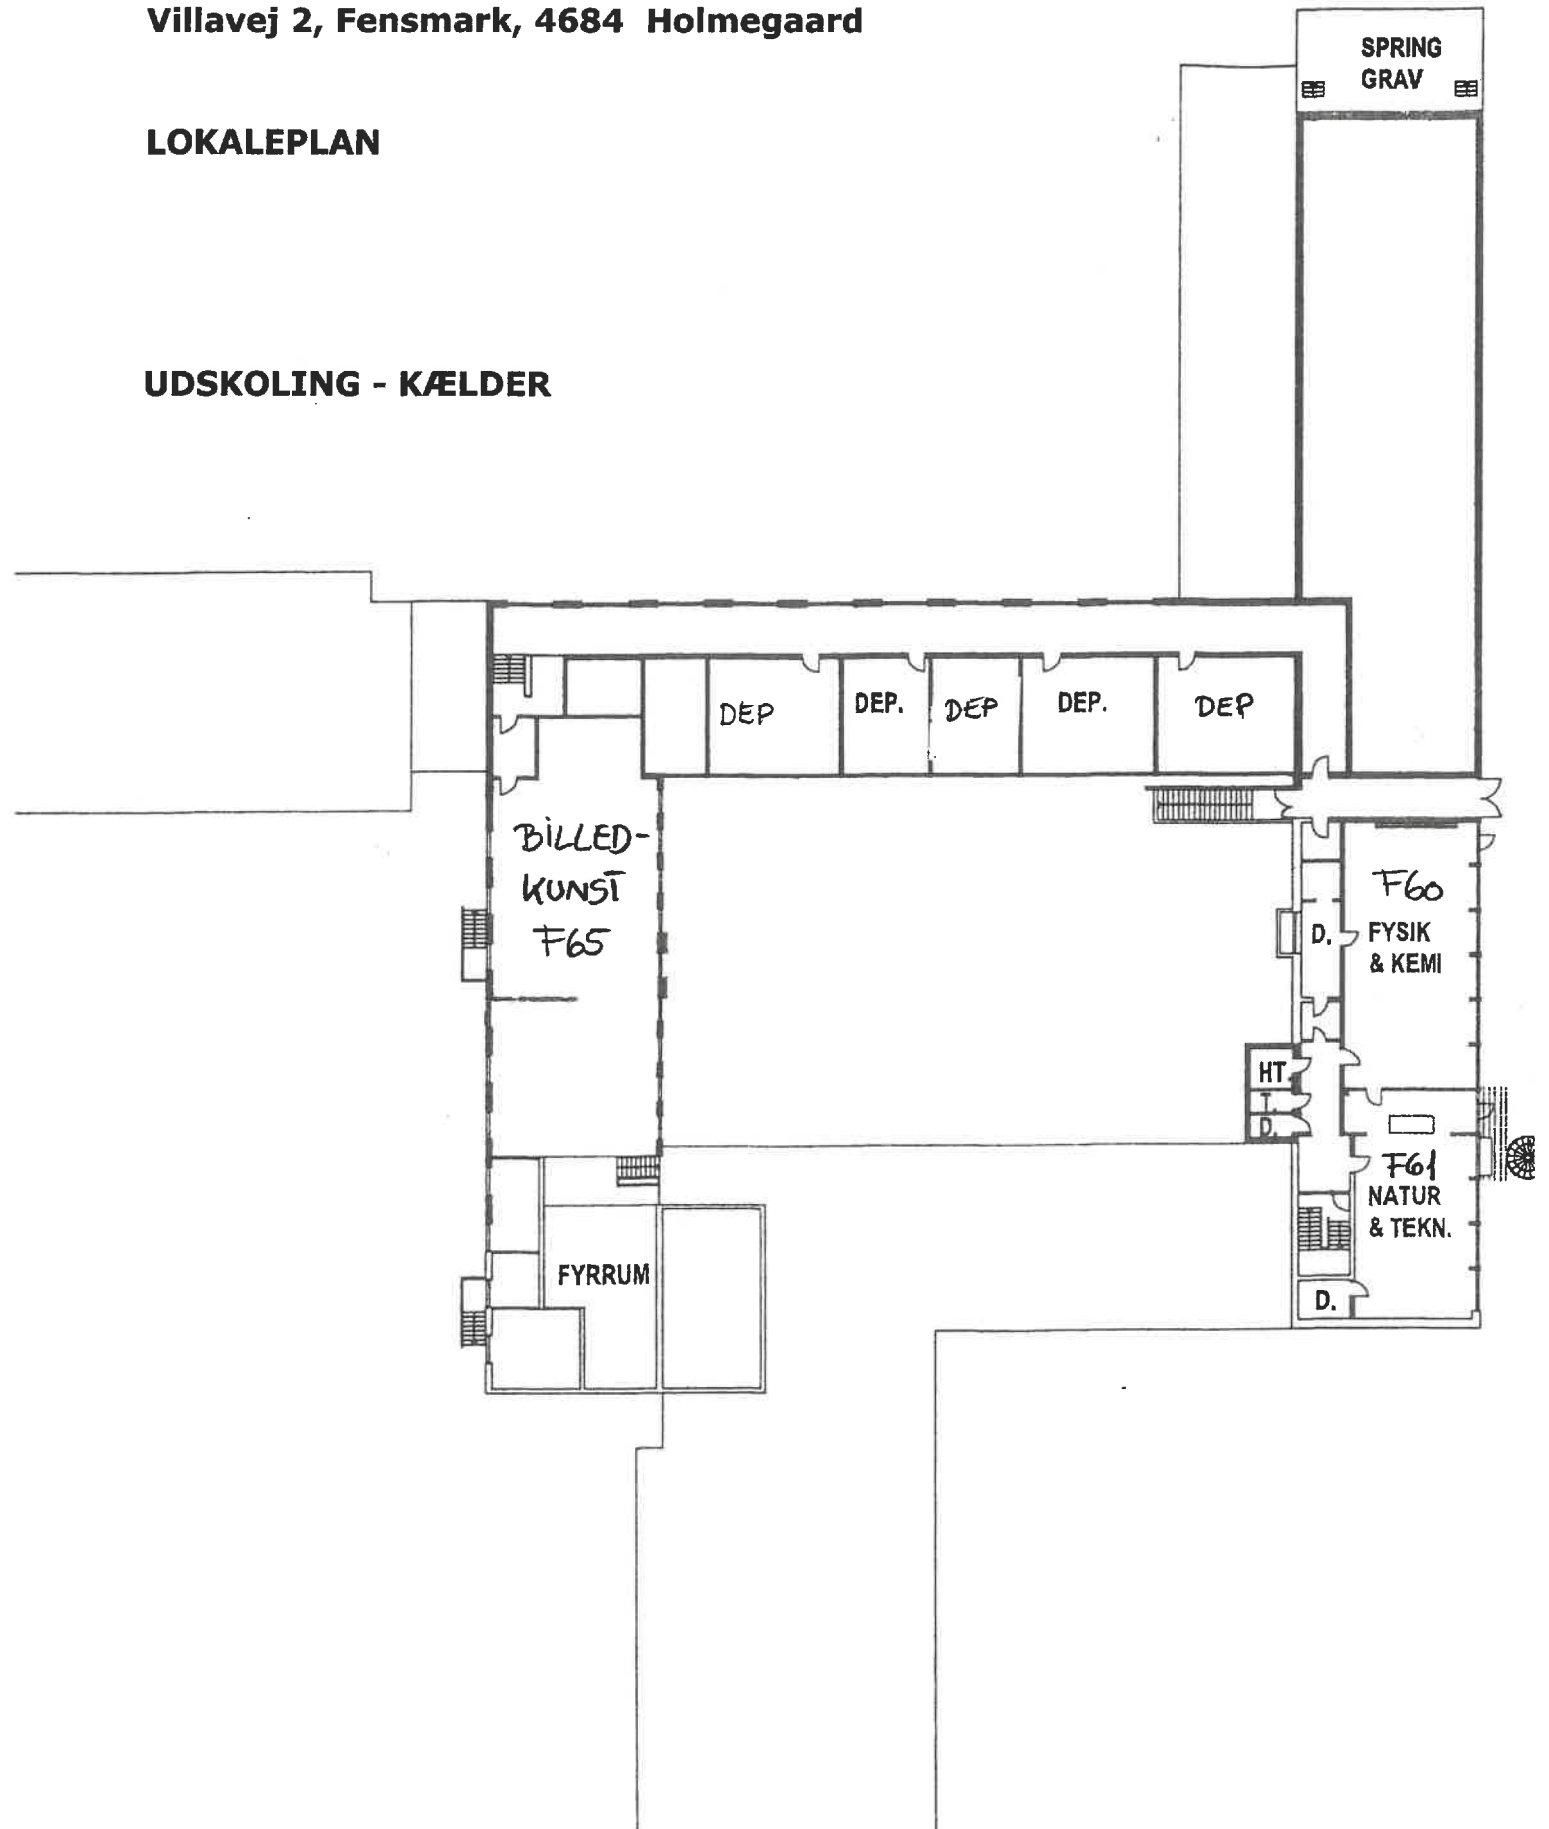 Villavej 2, Fensmark, 4684 Holmegaard
SPRING
GRAV
LOKALEPLAN
UDSKOLING - KÆLDER
DEP
DEP.
DEP
DEP.
DEP
BILLED-
KUNST
F65
F60
D.
FYSIK
& KEMI
HT.
T.
D.
F61
NATUR
& TEKN.
FYRRUM
D.